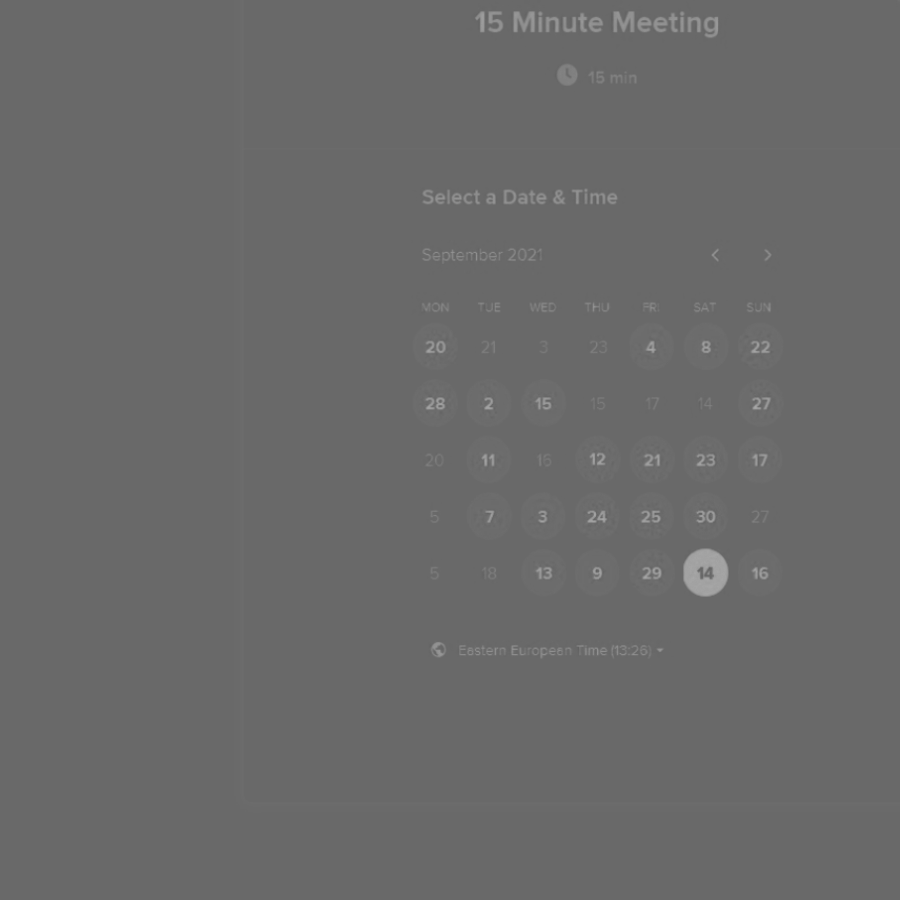 15 Minute Meeting
15 min
Select a Date & Time
September 2021
MON TUE WED THU FRI SAT SUN
20 21 3 23 4 8 22
28 2 15 15 17 14 27
20 11 16 12 21 23 17
5 7 3 24 25 30 27
5 18 13 9 29 14 16
Eastern European Time (13:26)